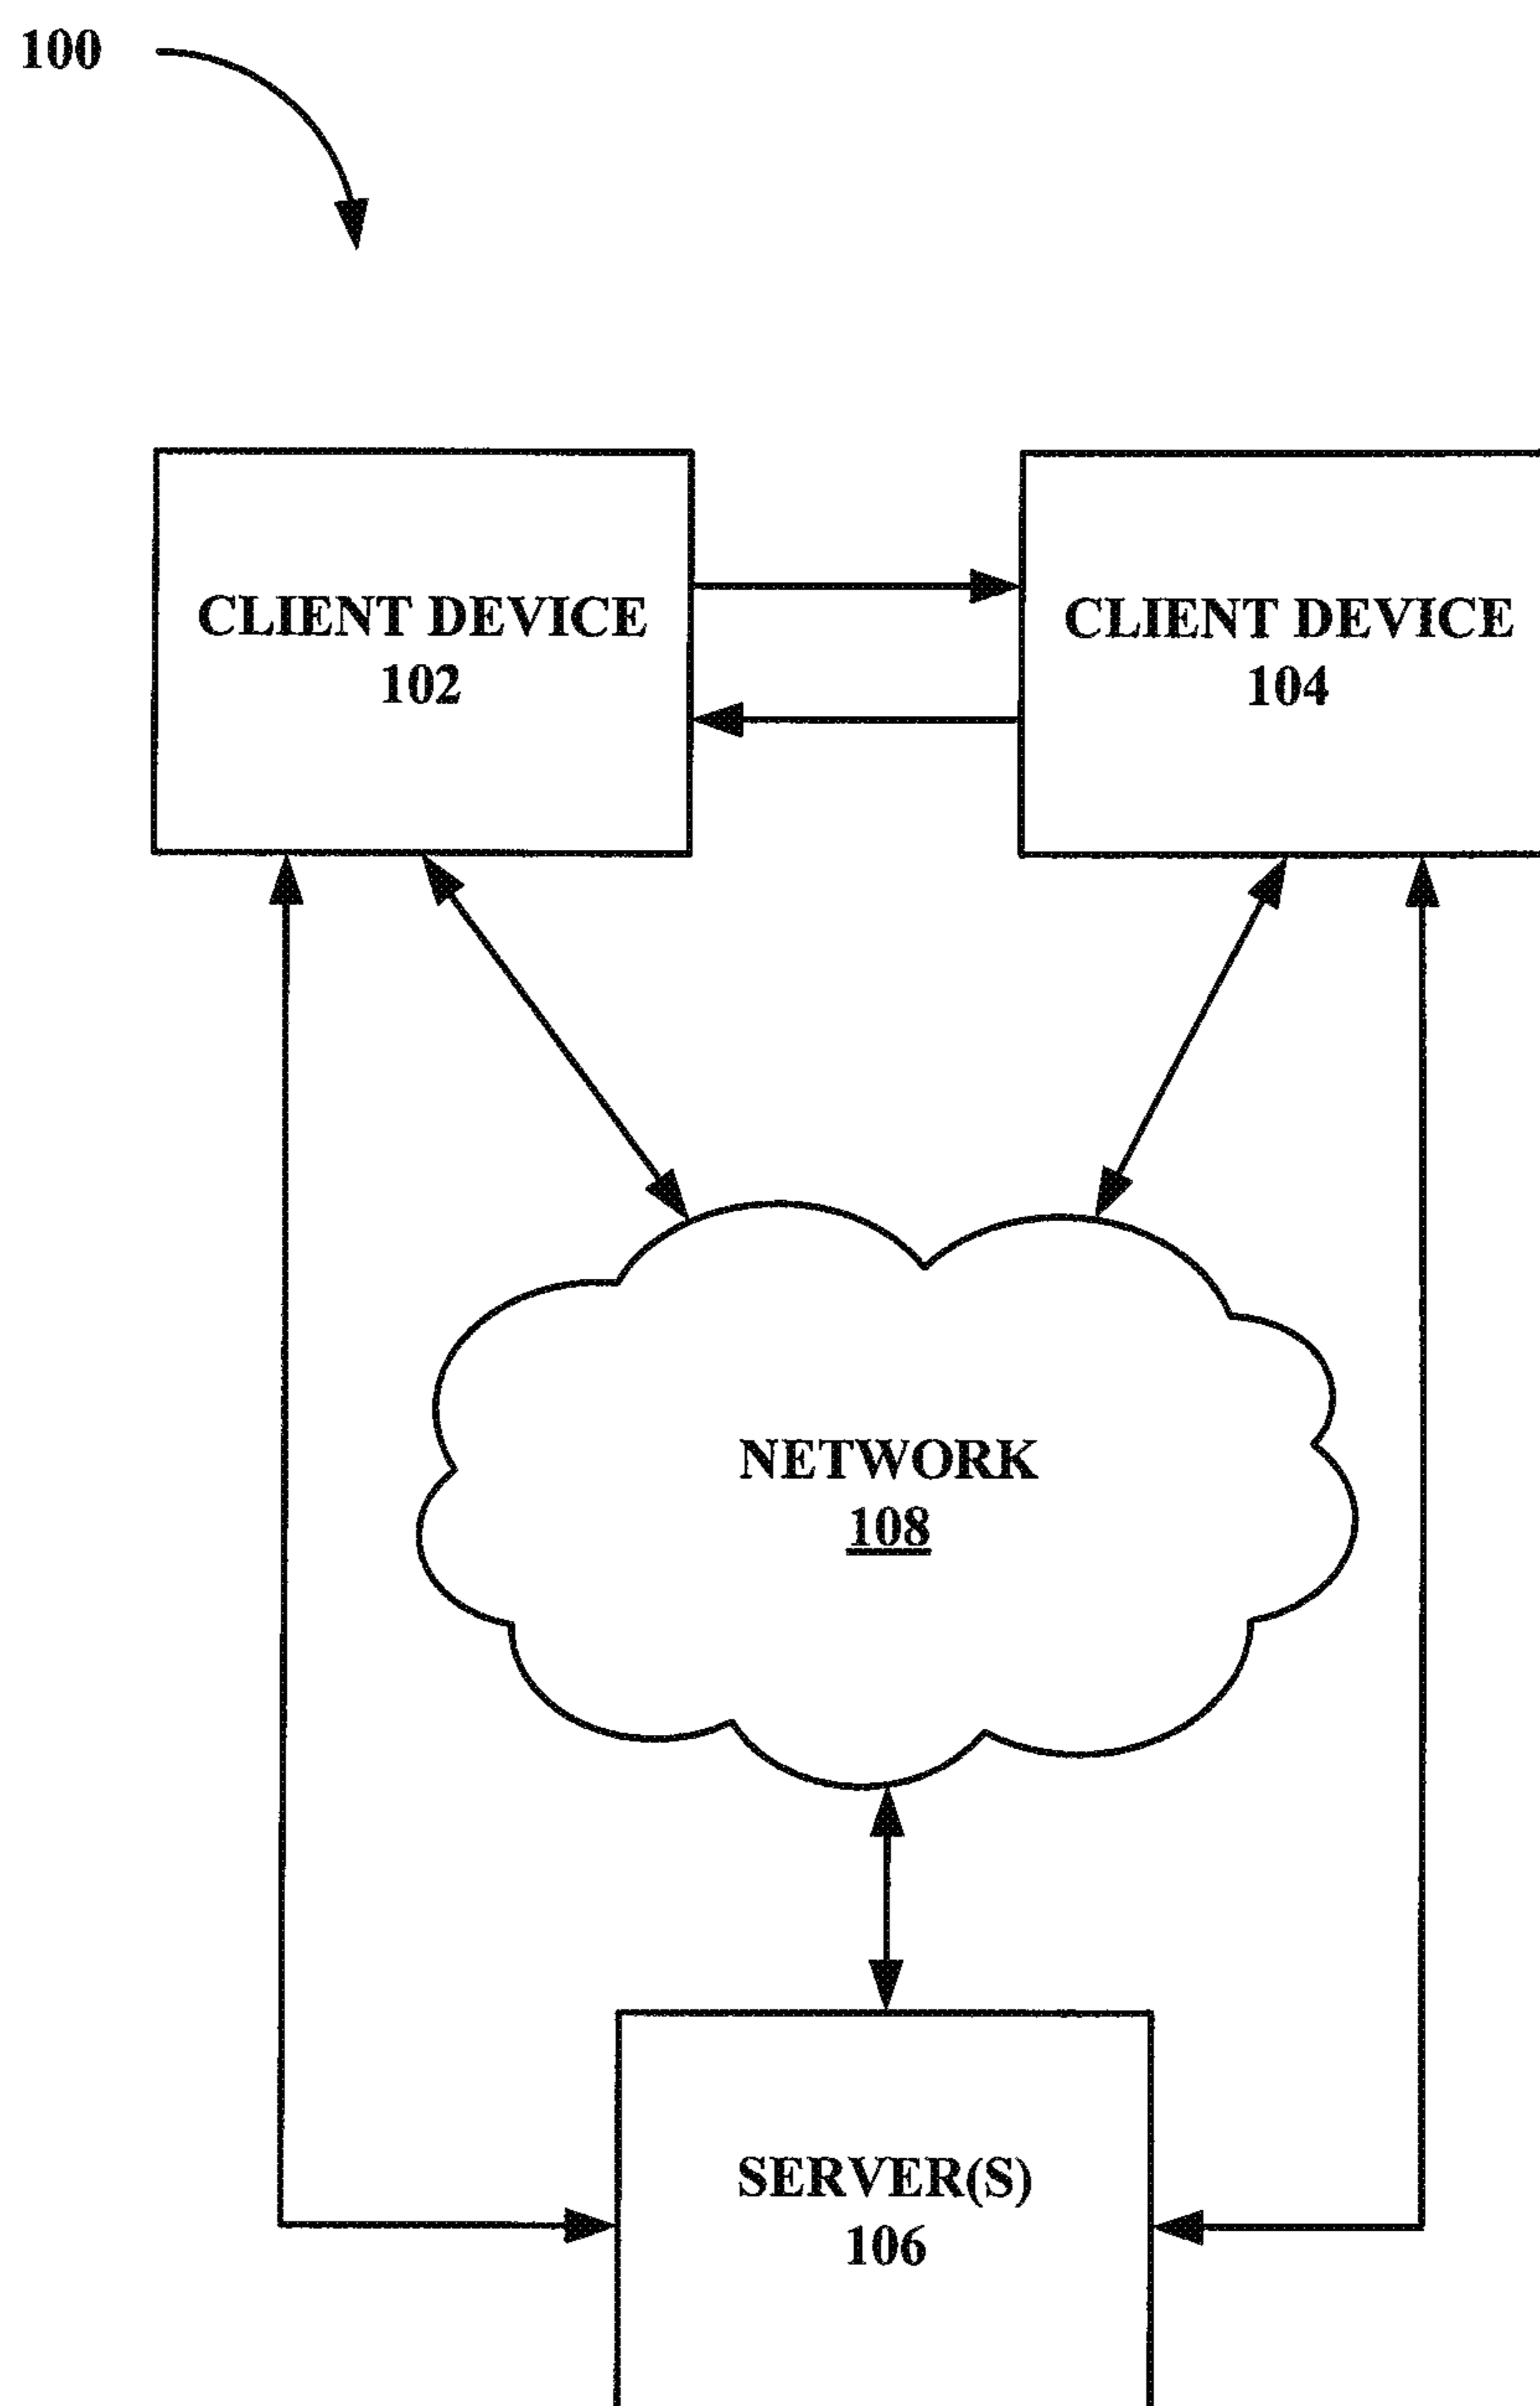 100
CLIENT DEVICE
102
CLIENT DEVICE
104
NETWORK
108
SERVER(S)
106